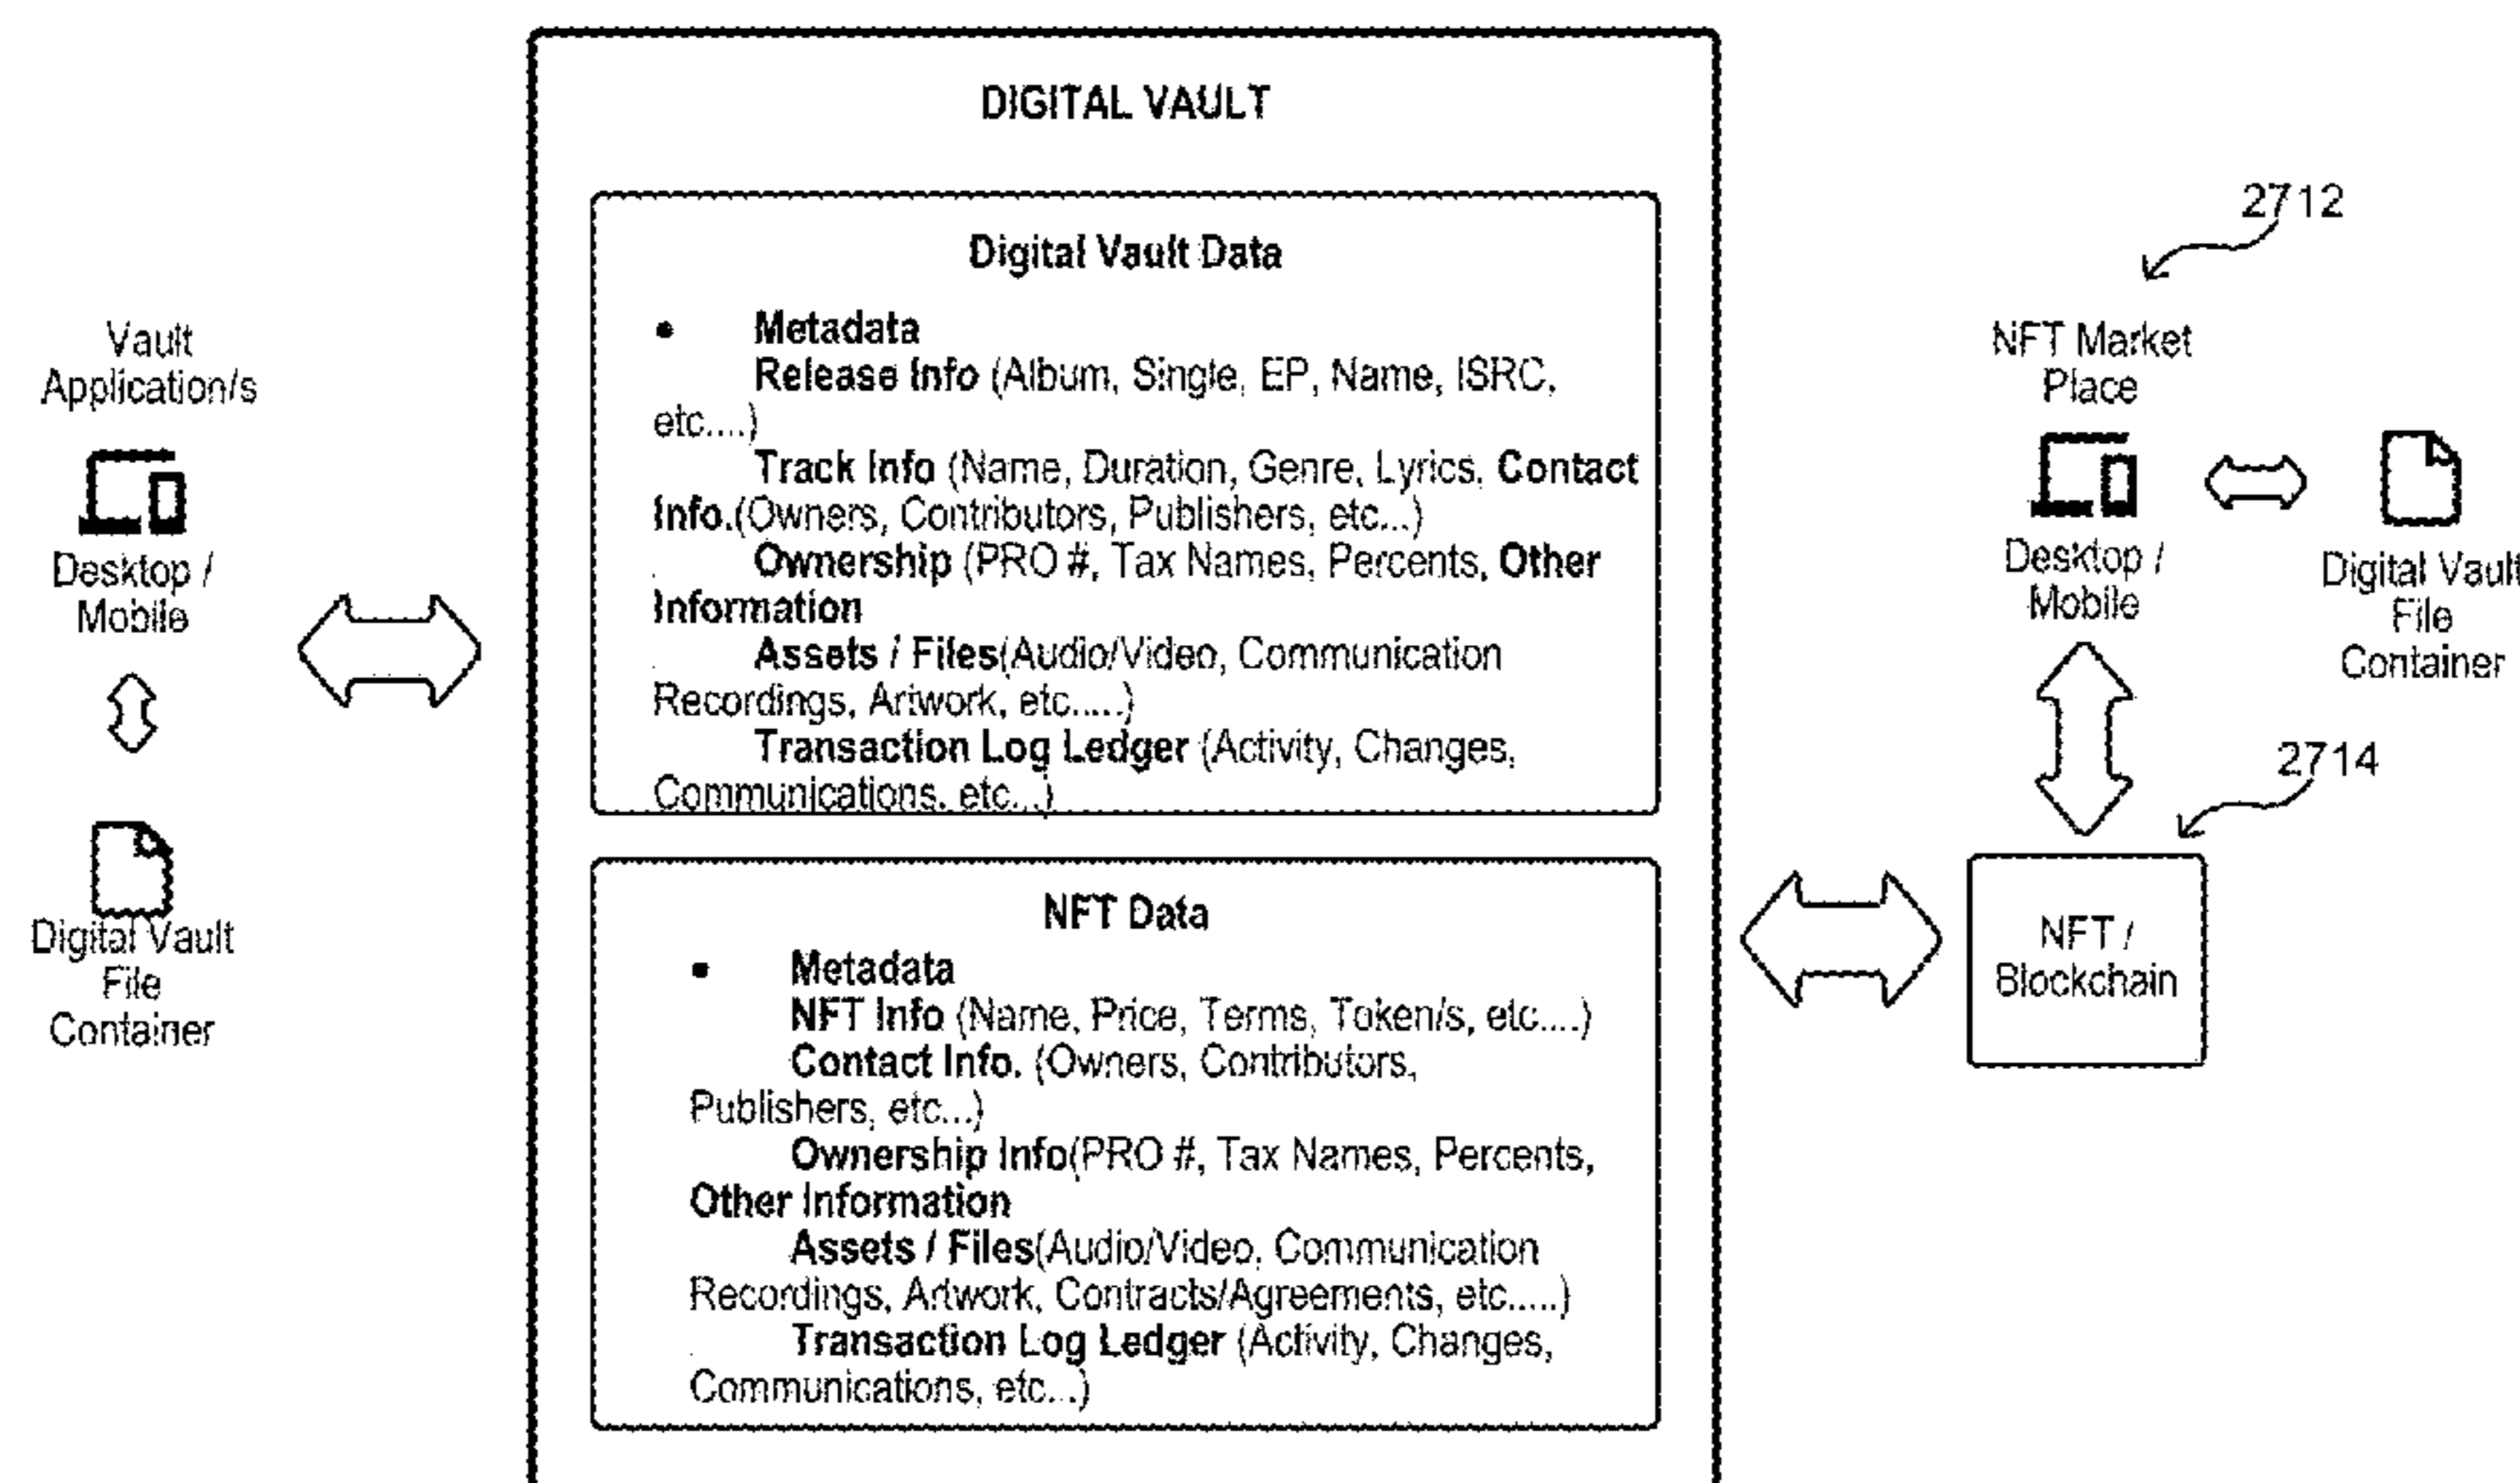 DIGITAL VAULT
Digital Vault Data
• Metadata
Release Info (Album, Single, EP, Name, ISRC,
etc....)
Track Info (Name, Duration, Genre, Lyrics, Contact
Info.(Owners, Contributors, Publishers, etc...)
Ownership (PRO #, Tax Names, Percents, Other
Information
Assets / Files(Audio/Video, Communication
Recordings, Artwork, etc.....)
Transaction Log Ledger (Activity, Changes,
Communications, etc...)
NFT Data
• Metadata
NFT Info (Name, Price, Terms, Token/s, etc....)
Contact Info. (Owners, Contributors,
Publishers, etc...)
Ownership Info(PRO #, Tax Names, Percents,
Other Information
Assets / Files(Audio/Video, Communication
Recordings, Artwork, Contracts/Agreements, etc.....)
Transaction Log Ledger (Activity, Changes,
Communications, etc...)
Vault
Application/s
Desktop /
Mobile
Digital Vault
File
Container
2712
NFT Market
Place
Desktop /
Mobile
Digital Vault
File
Container
2714
NFT /
Blockchain